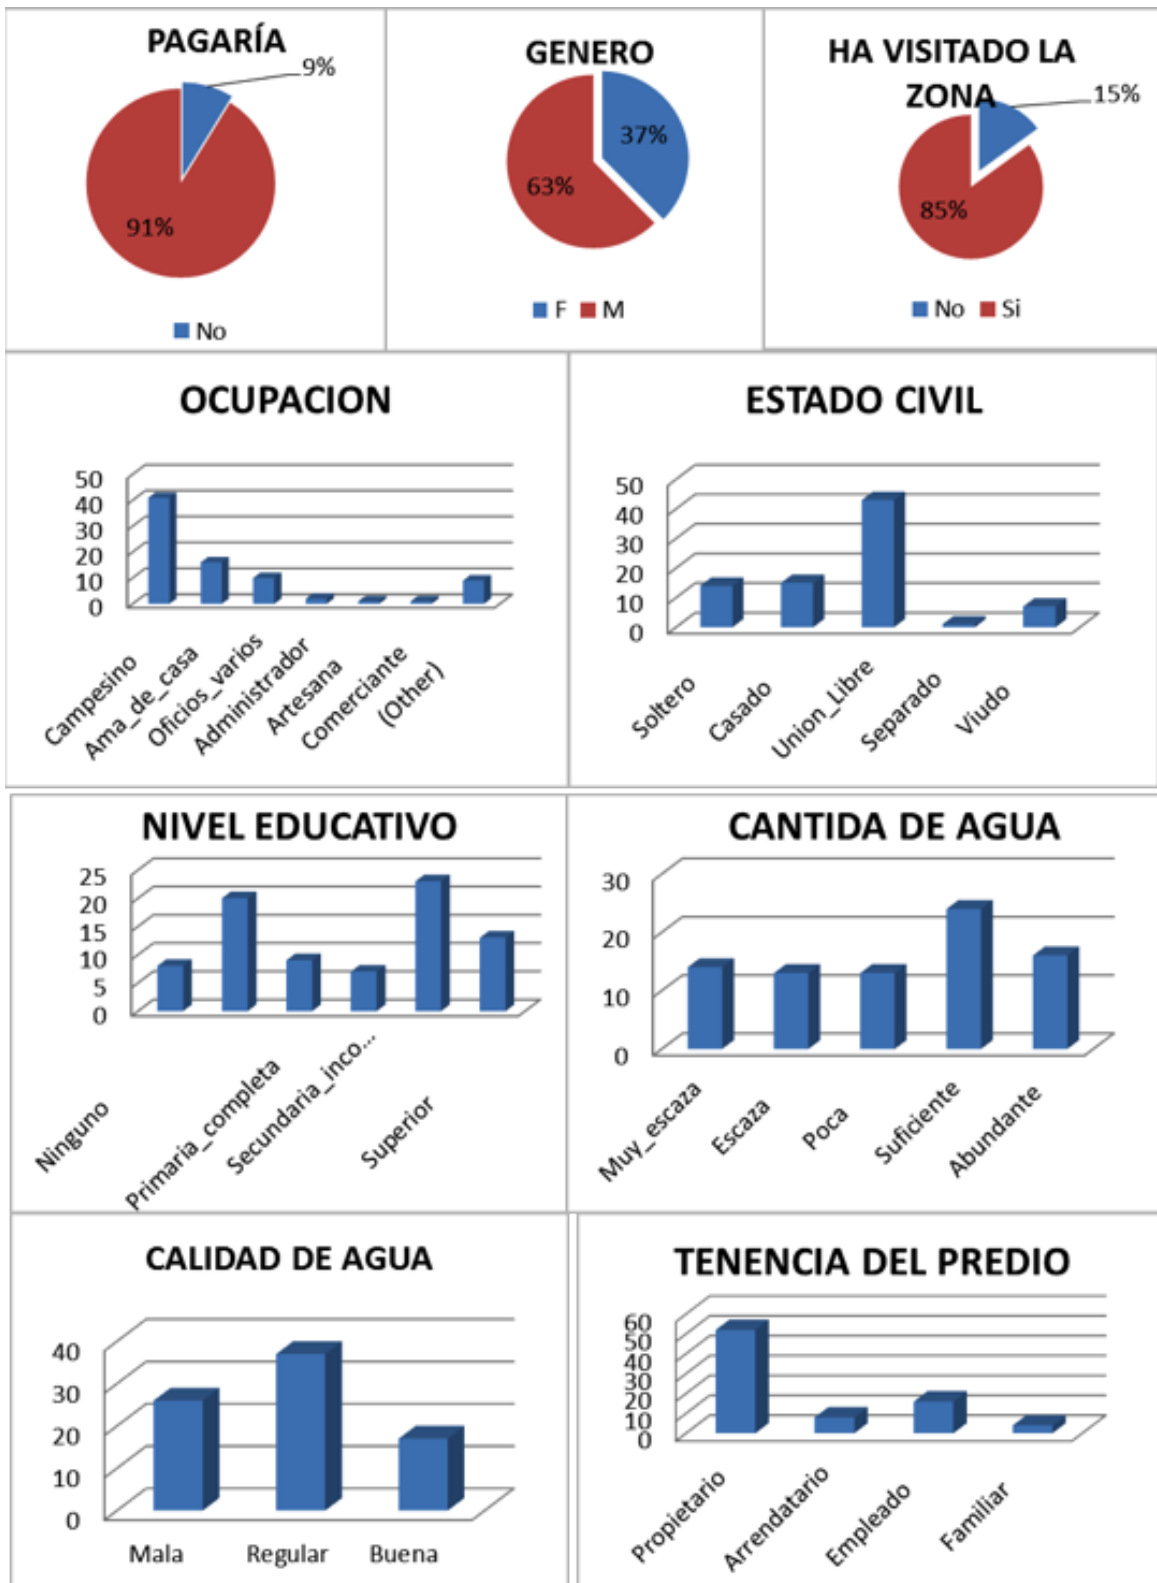 PAGARÍA
9%
91%
No
GENERO
37%
63%
F M
HA VISITADO LA
ZONA
15%
85%
No Si
OCUPACION
50
40
30
20
10
0
Campesino
Ama_de_casa
Oficios_varios
Administrador
Artesana
Comerciante
(Other)
ESTADO CIVIL
50
40
30
20
10
0
Soltero
Casado
Union_Libre
Separado
Viudo
NIVEL EDUCATIVO
25
20
15
10
5
0
Ninguno
Primaria_completa
Secundaria_inco...
Superior
CANTIDA DE AGUA
30
20
10
0
Muy_escaza
Escaza
Poca
Suficiente
Abundante
CALIDAD DE AGUA
40
30
20
10
0
Mala Regular Buena
TENENCIA DEL PREDIO
60
50
40
30
20
10
0
Propietario
Arrendatario
Empleado
Familiar